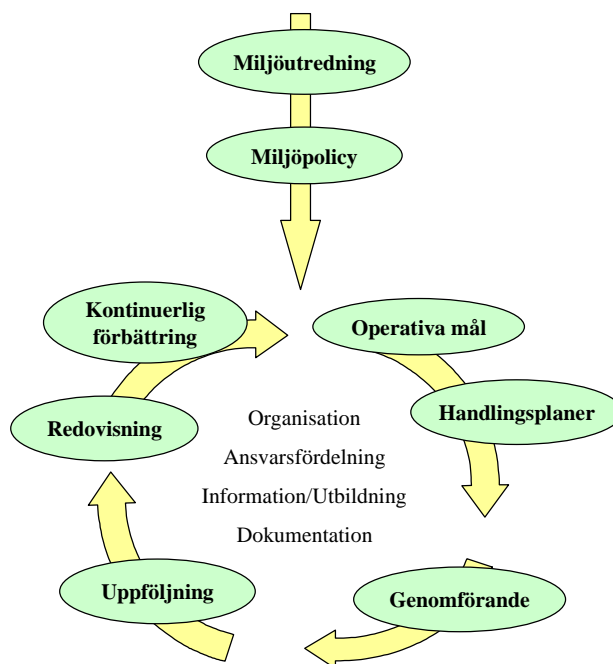 Miljöutredning
Miljöpolicy
Kontinuerlig
förbättring
Operativa mål
Redovisning
Handlingsplaner
Organisation
Ansvarsfördelning
Information/Utbildning
Dokumentation
Uppföljning
Genomförande